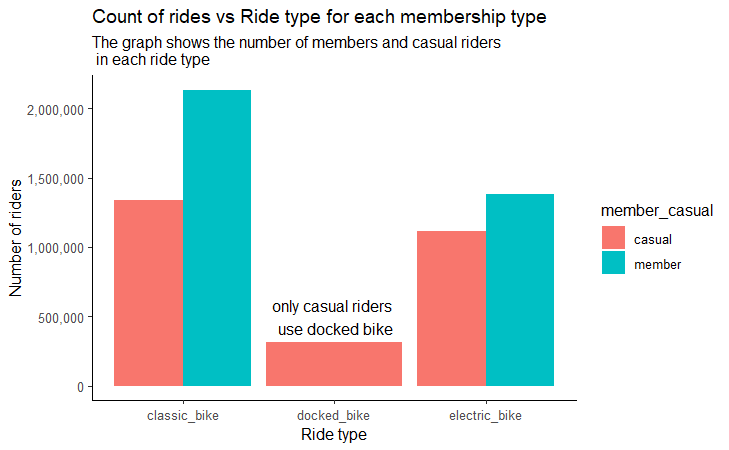 Count of rides vs Ride type for each membership type
The graph shows the number of members and casual riders
in each ride type
2,000,000
1,500,000
1,000,000
500,000
0
Number of riders
only casual riders
use docked bike
classic_bike
docked_bike
electric_bike
Ride type
member_casual
casual
member